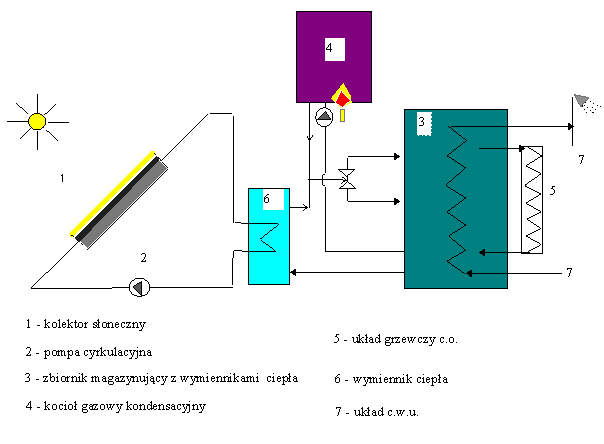 4
3
1
6
7
5
2
7
1 - kolektor słoneczny
2 - pompa cyrkulacyjna
3 - zbiornik magazynujący z wymiennikami ciepła
4 - kocioł gazowy kondensacyjny
5 - układ grzewczy c.o.
6 - wymiennik ciepła
7 - układ c.w.u.